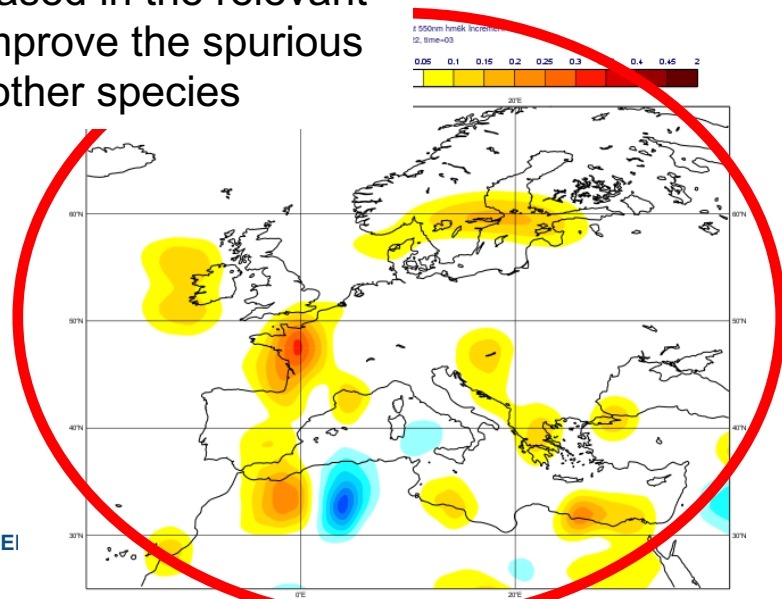 ased in the relevant
mprove the spurious
other species
t 550nm hm6k Increment
22, time=03
0.05 0.1 0.15 0.2 0.25 0.3 0.4 0.45 2
20°E
60°N 60°N
50°N 50°N
40°N 40°N
30°N 30°N
0°E 20°E